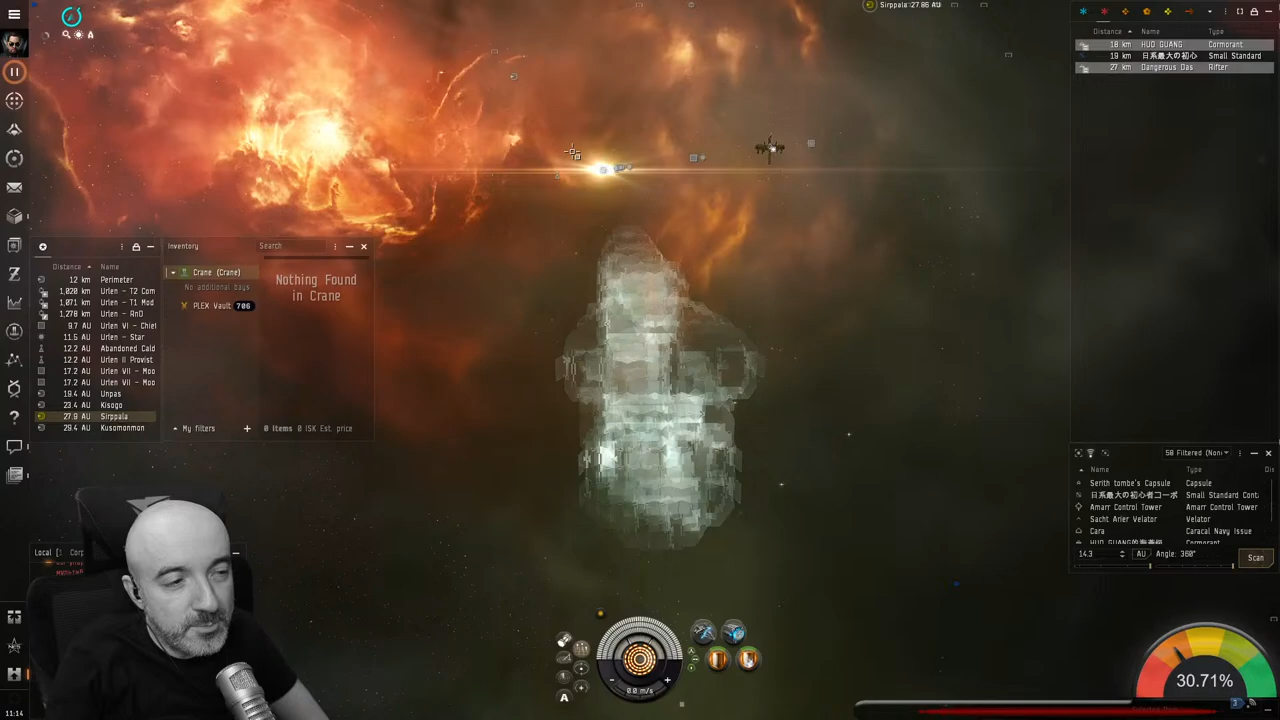 Sirppala 27.86 AU
A
Distance Name Type
18 km HUO GUANG Cormorant
19 km 日系最大の初心 Small Standard
27 km Dangerous Das Rifter
Distance Name
12 km Perimeter
1,020 km Urlen - T2 Com
1,071 km Urlen - T1 Mod
1,278 km Urlen - RnD
9.7 AU Urlen VI - Chief
11.5 AU Urlen - Star
12.2 AU Abandoned Cald
12.2 AU Urlen II Provist
17.2 AU Urlen VII - Moo
17.2 AU Urlen VII - Moo
19.4 AU Unpas
23.4 AU Kisogo
27.9 AU Sirppala
29.4 AU Kusomonmon
Inventory
Search
Crane (Crane)
No additional bays
PLEX Vault 706
Nothing Found
in Crane
My filters +
0 Items 0 ISK Est. price
58 Filtered (Non
Name Type Dis
Serith tombe's Capsule Capsule
日系最大の初心者コーポ Small Standard Cont
Amarr Control Tower Amarr Control Tower
Sacht Arier Velator Velator
Cara Caracal Navy Issue
14.3 AU Angle: 360°
Scan
Local [ Corp
A
0.0 m/s
30.71%
3
11:14